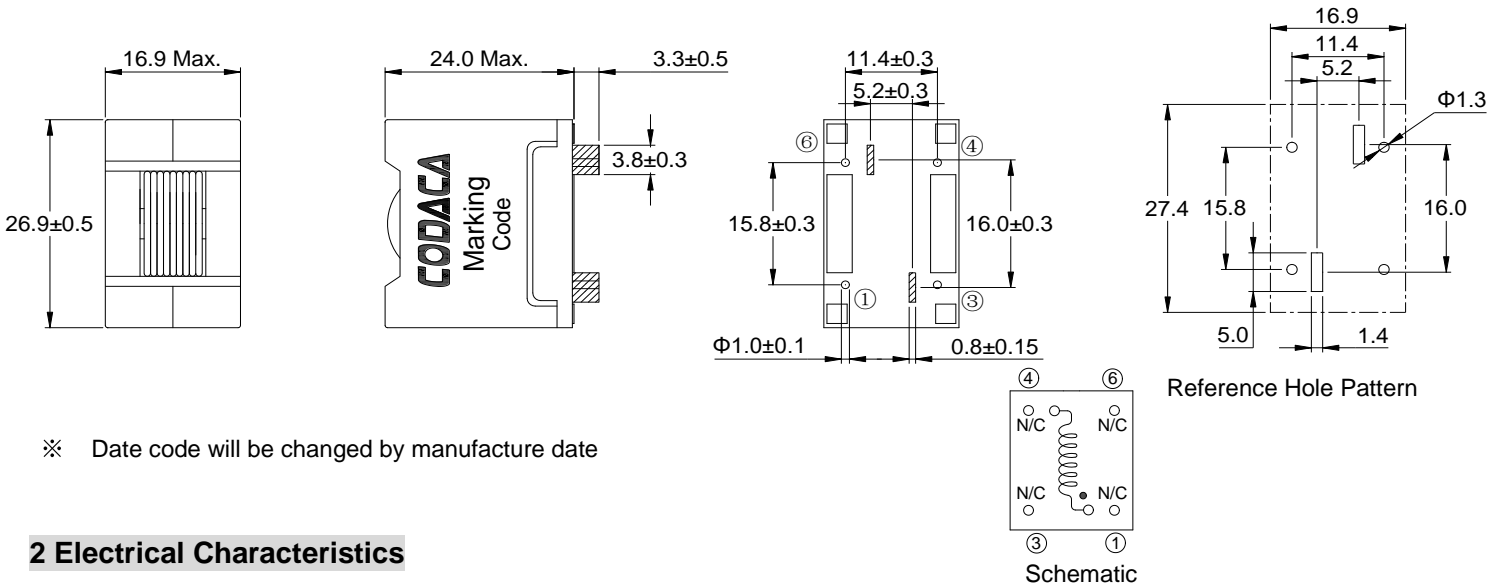 16.9 Max.
26.9±0.5
24.0 Max.
3.3±0.5
3.8±0.3
CODACA
Marking
Code
11.4±0.3
5.2±0.3
⑥
④
15.8±0.3
16.0±0.3
①
③
Φ1.0±0.1
0.8±0.15
16.9
11.4
5.2
Φ1.3
27.4
15.8
16.0
5.0
1.4
Reference Hole Pattern
④
⑥
N/C
N/C
N/C
N/C
③
①
Schematic
※ Date code will be changed by manufacture date
2 Electrical Characteristics